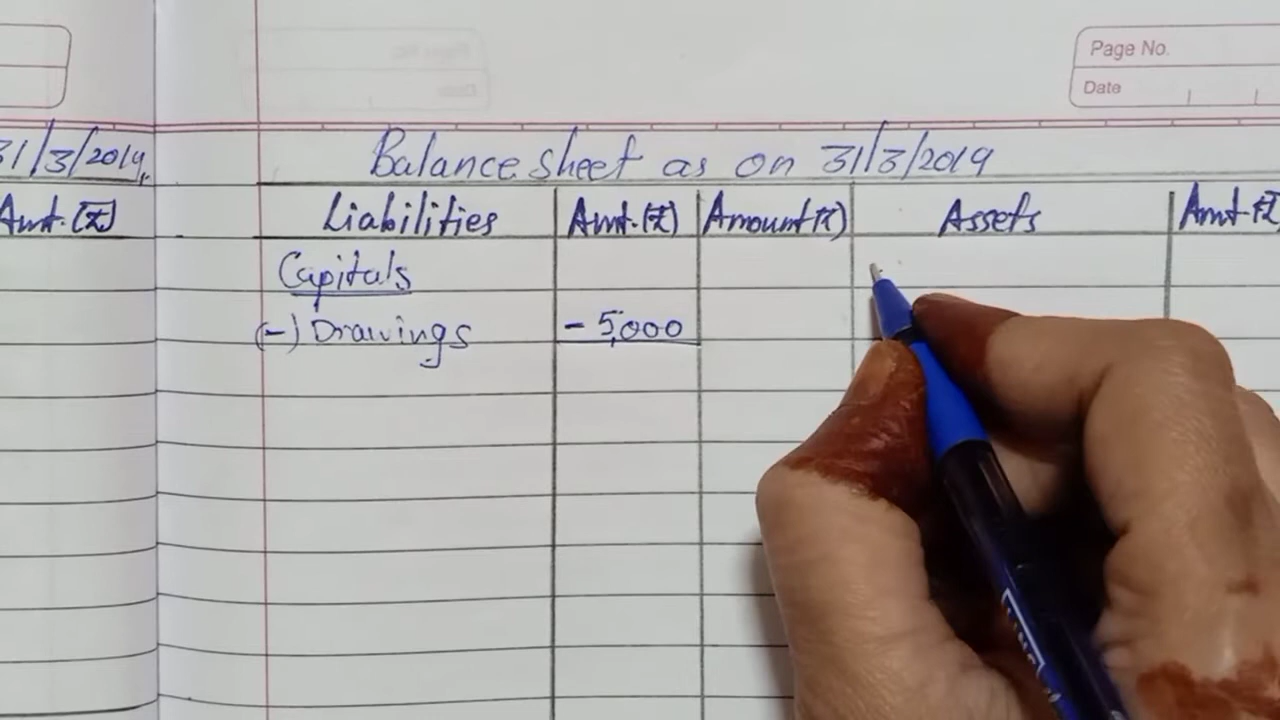 Page No.
Date
31/3/2019
Balance sheet as on 31/3/2019
Amt.(₹) Liabilities Amt.(₹) Amount(₹) Assets Amt.(₹
Capitals
(-) Drawings - 5,000